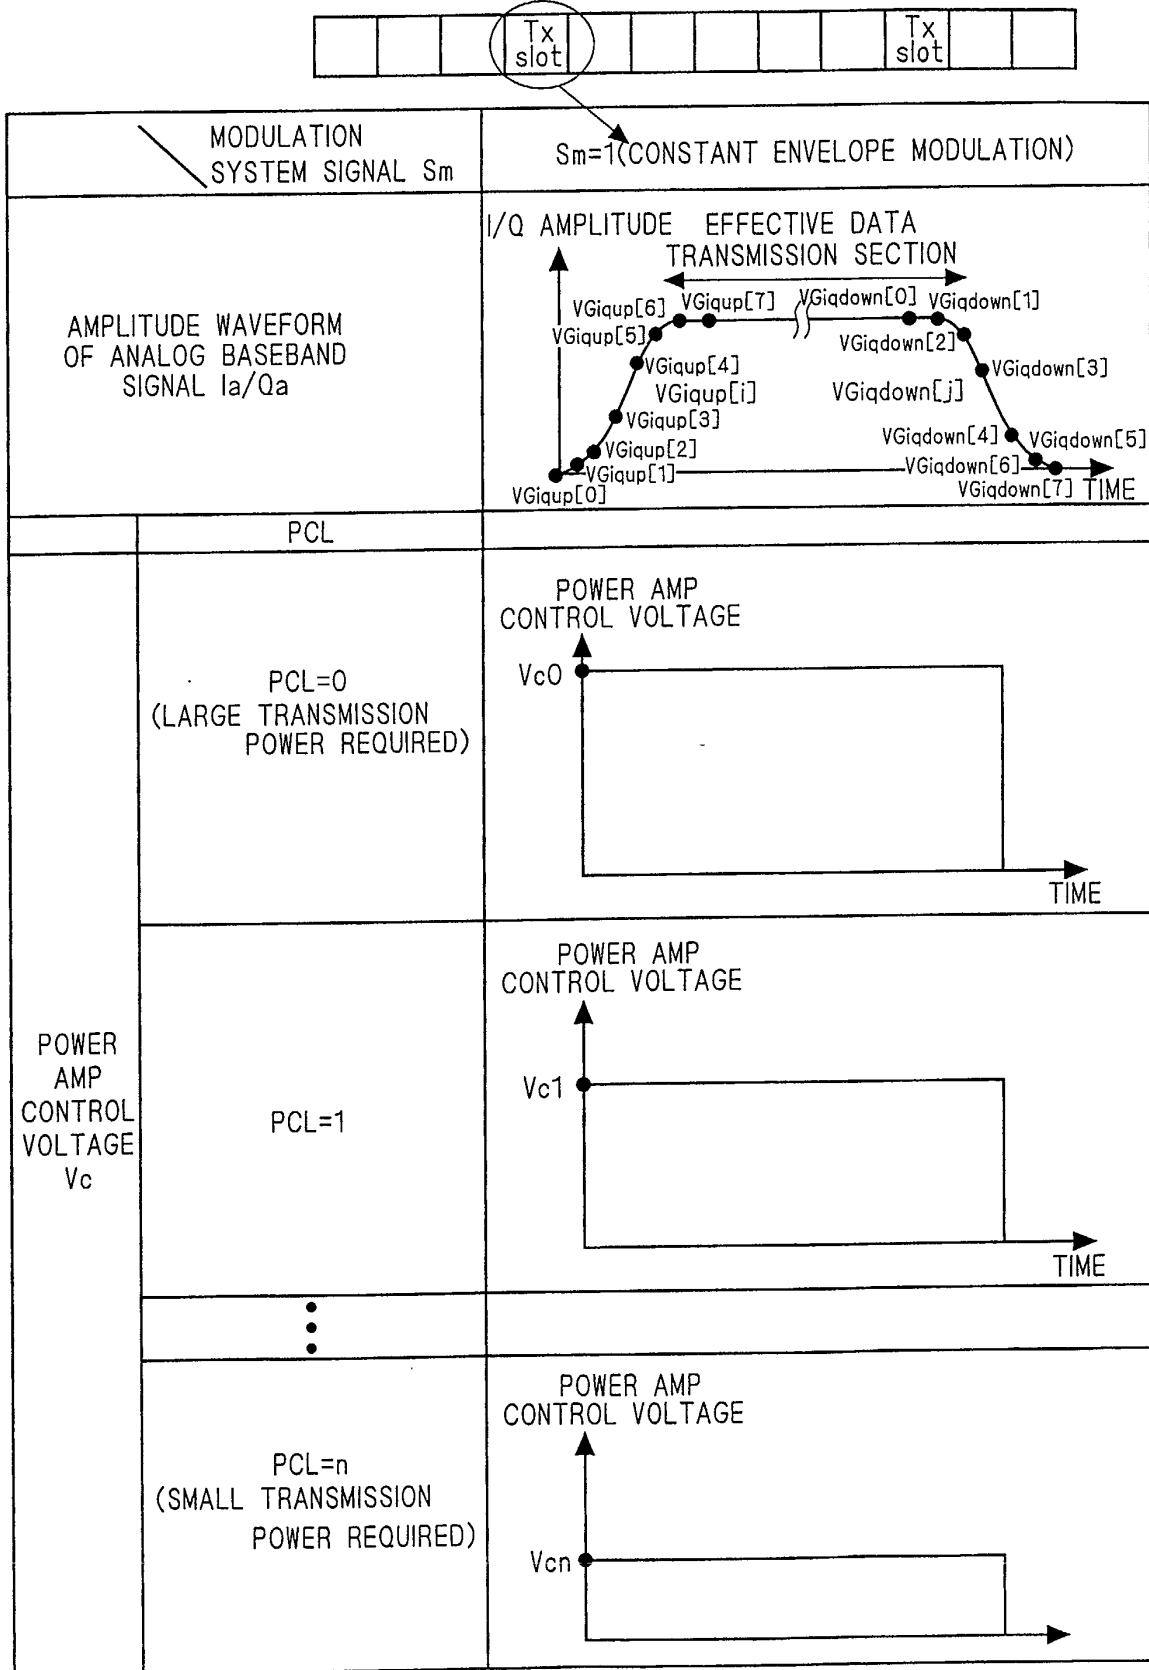 Tx
slot
Tx
slot
MODULATION
SYSTEM SIGNAL Sm
Sm=1(CONSTANT ENVELOPE MODULATION)
AMPLITUDE WAVEFORM
OF ANALOG BASEBAND
SIGNAL Ia/Qa
I/Q AMPLITUDE EFFECTIVE DATA
TRANSMISSION SECTION
VGiqup[6] VGiqup[7] VGiqdown[0] VGiqdown[1]
VGiqup[5] VGiqdown[2]
VGiqup[4] VGiqdown[3]
VGiqup[i] VGiqdown[j]
VGiqup[3]
VGiqdown[4] VGiqdown[5]
VGiqup[2]
VGiqup[1] VGiqdown[6]
VGiqup[0] VGiqdown[7] TIME
PCL
POWER
AMP
CONTROL
VOLTAGE
Vc
PCL=0
(LARGE TRANSMISSION
POWER REQUIRED)
POWER AMP
CONTROL VOLTAGE
Vc0
TIME
PCL=1
POWER AMP
CONTROL VOLTAGE
Vc1
TIME
PCL=n
(SMALL TRANSMISSION
POWER REQUIRED)
POWER AMP
CONTROL VOLTAGE
Vcn